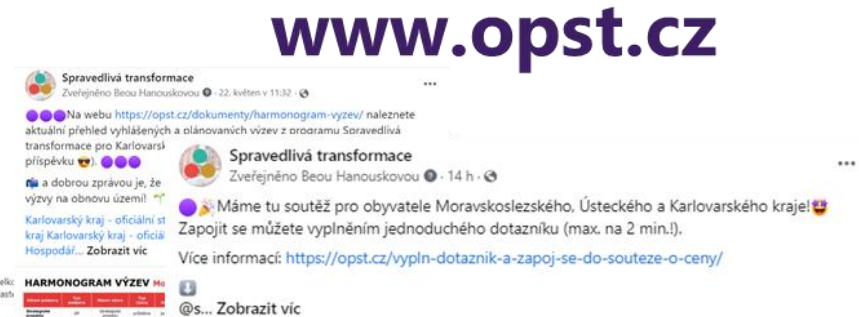 www.opst.cz
Spravedlivá transformace
Zveřejněno Beou Hanouskovou · 22. květen v 11:32 ·
Na webu https://opst.cz/dokumenty/harmonogram-vyzev/ naleznete
aktuální přehled vyhlášených a plánovaných výzev z programu Spravedlivá
transformace pro Karlovarsk
příspěvku ). 
a dobrou zprávou je, že
výzvy na obnovu území!
Karlovarský kraj - oficiální st
kraj Karlovarský kraj - oficiál
Hospodář... Zobrazit víc
HARMONOGRAM VÝZEV
Spravedlivá transformace
Zveřejněno Beou Hanouskovou · 14 h ·
Máme tu soutěž pro obyvatele Moravskoslezského, Ústeckého a Karlovarského kraje!
Zapojit se můžete vyplněním jednoduchého dotazníku (max. na 2 min.!).
Více informací: https://opst.cz/vypln-dotaznik-a-zapoj-se-do-souteze-o-ceny/
@s... Zobrazit víc